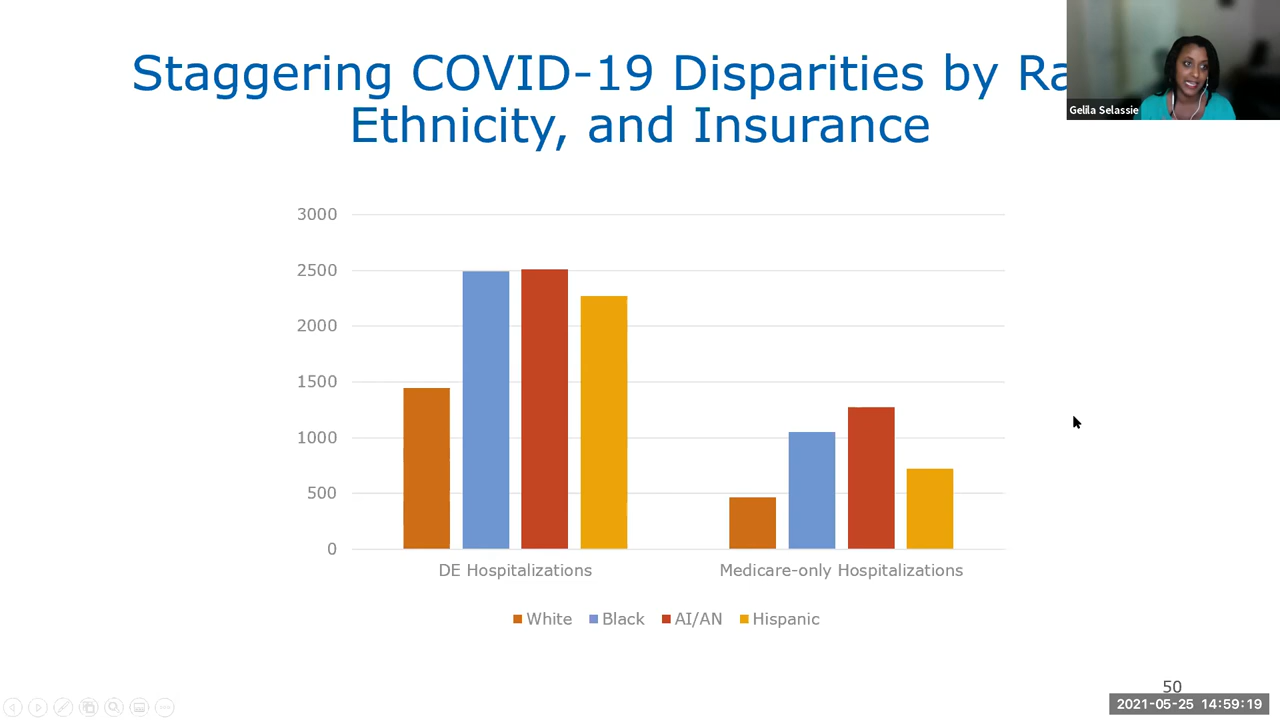 Staggering COVID-19 Disparities by
Ethnicity, and Insurance
Gelila Selassie
3000
2500
2000
1500
1000
500
0
DE Hospitalizations
Medicare-only Hospitalizations
White Black AI/AN Hispanic
50
2021-05-25 14:59:19